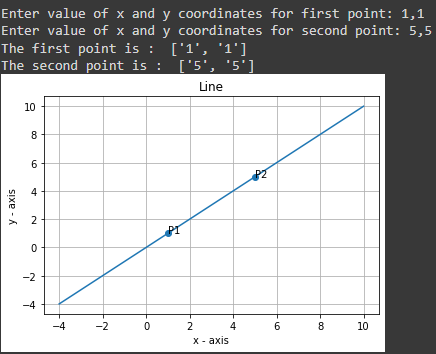 Enter value of x and y coordinates for first point: 1,1
Enter value of x and y coordinates for second point: 5,5
The first point is :  ['1', '1']
The second point is :  ['5', '5']
Line
10
8
6
4
2
0
−2
−4
y - axis
P1
P2
−4 −2 0 2 4 6 8 10
x - axis